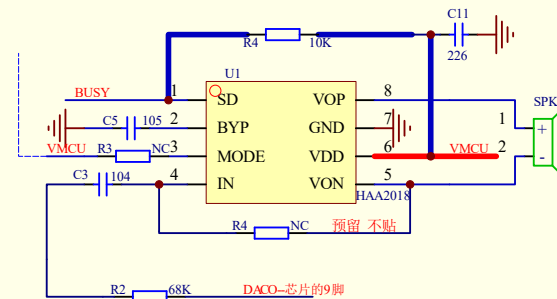 C11
R4 10K
226
U1
BUSY 1 SD VOP 8 SPK
C5 105 2 BYP GND 7 1 +
VMCU R3 NC 3 MODE VDD 6 VMCU 2 -
C3 104 4 IN VON 5
HAA2018
R4 NC 预留 不贴
R2 68K DACO--芯片的9脚